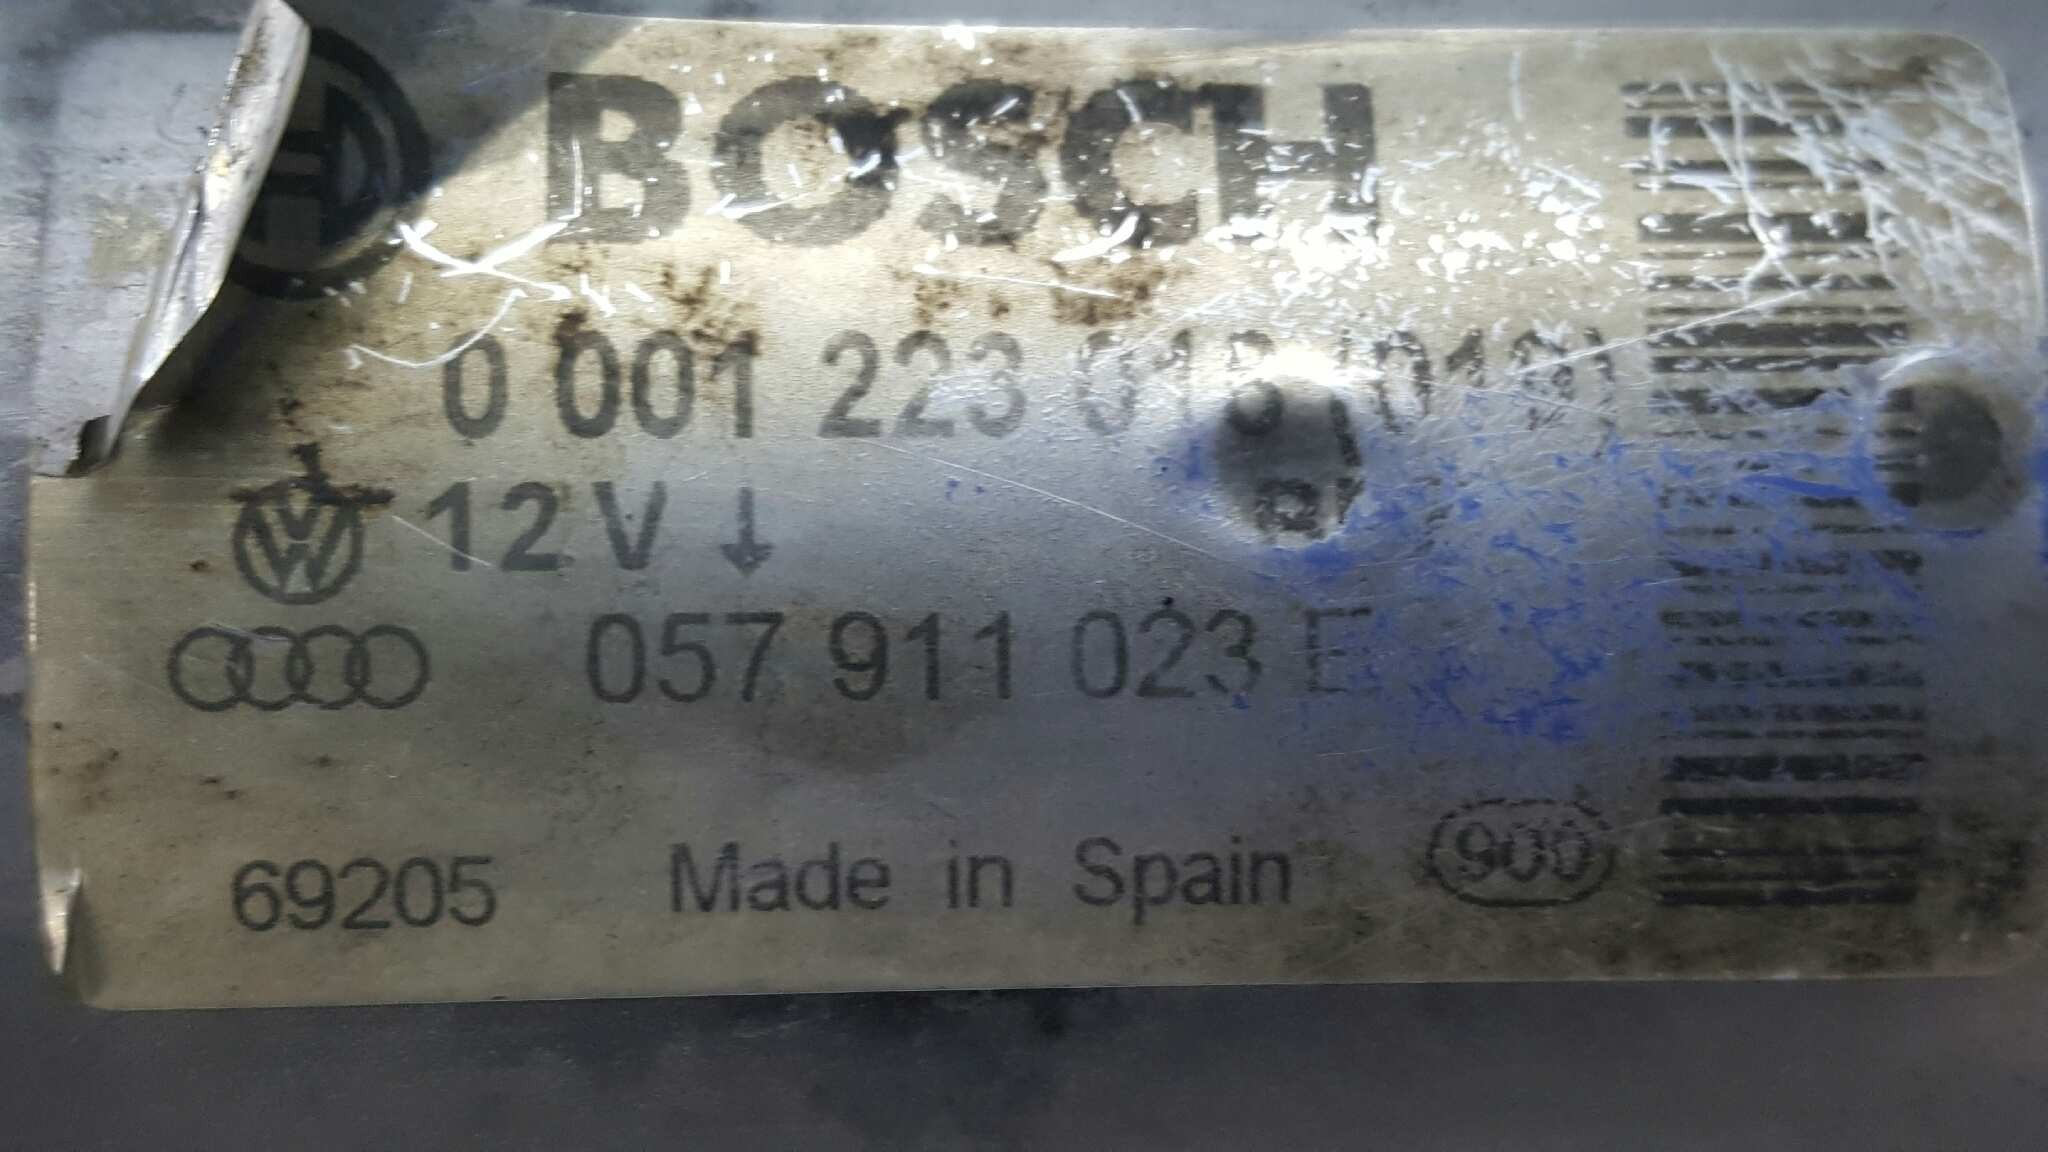 BOSCH
0 001 223
12 V ↓
057 911 023 E
69205 Made in Spain 900